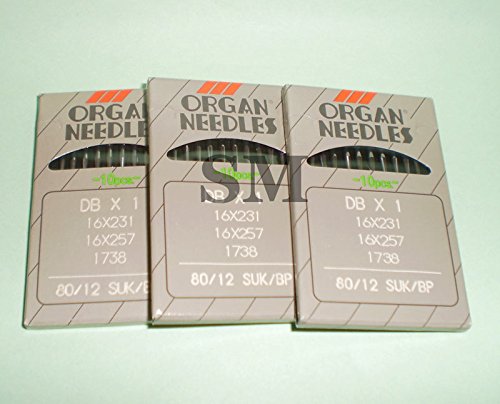 ORGAN
NEEDLES
-10pcs-
DB X 1
16X231
16X257
1738
80/12 SUK/BP
ORGAN®
NEEDLES
-10pcs-
DB X 1
16X231
16X257
1738
80/12 SUK/BP
ORGAN®
NEEDLES
-10pcs-
DB X 1
16X231
16X257
1738
80/12 SUK/BP
SM